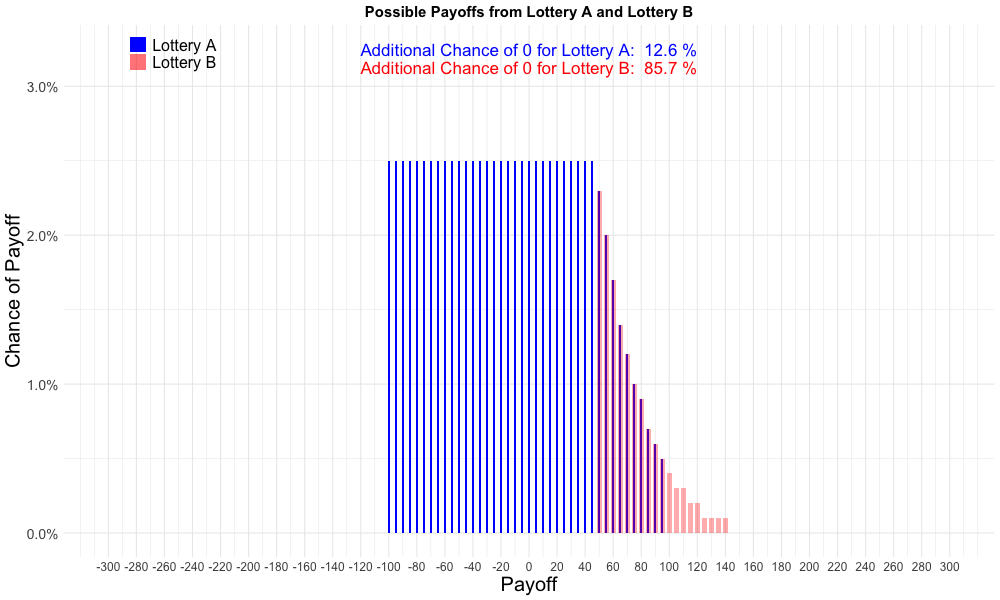 Possible Payoffs from Lottery A and Lottery B
Lottery A
Lottery B
Additional Chance of 0 for Lottery A: 12.6 %
Additional Chance of 0 for Lottery B: 85.7 %
Chance of Payoff
3.0%
2.0%
1.0%
0.0%
-300 -280 -260 -240 -220 -200 -180 -160 -140 -120 -100 -80 -60 -40 -20 0 20 40 60 80 100 120 140 160 180 200 220 240 260 280 300
Payoff